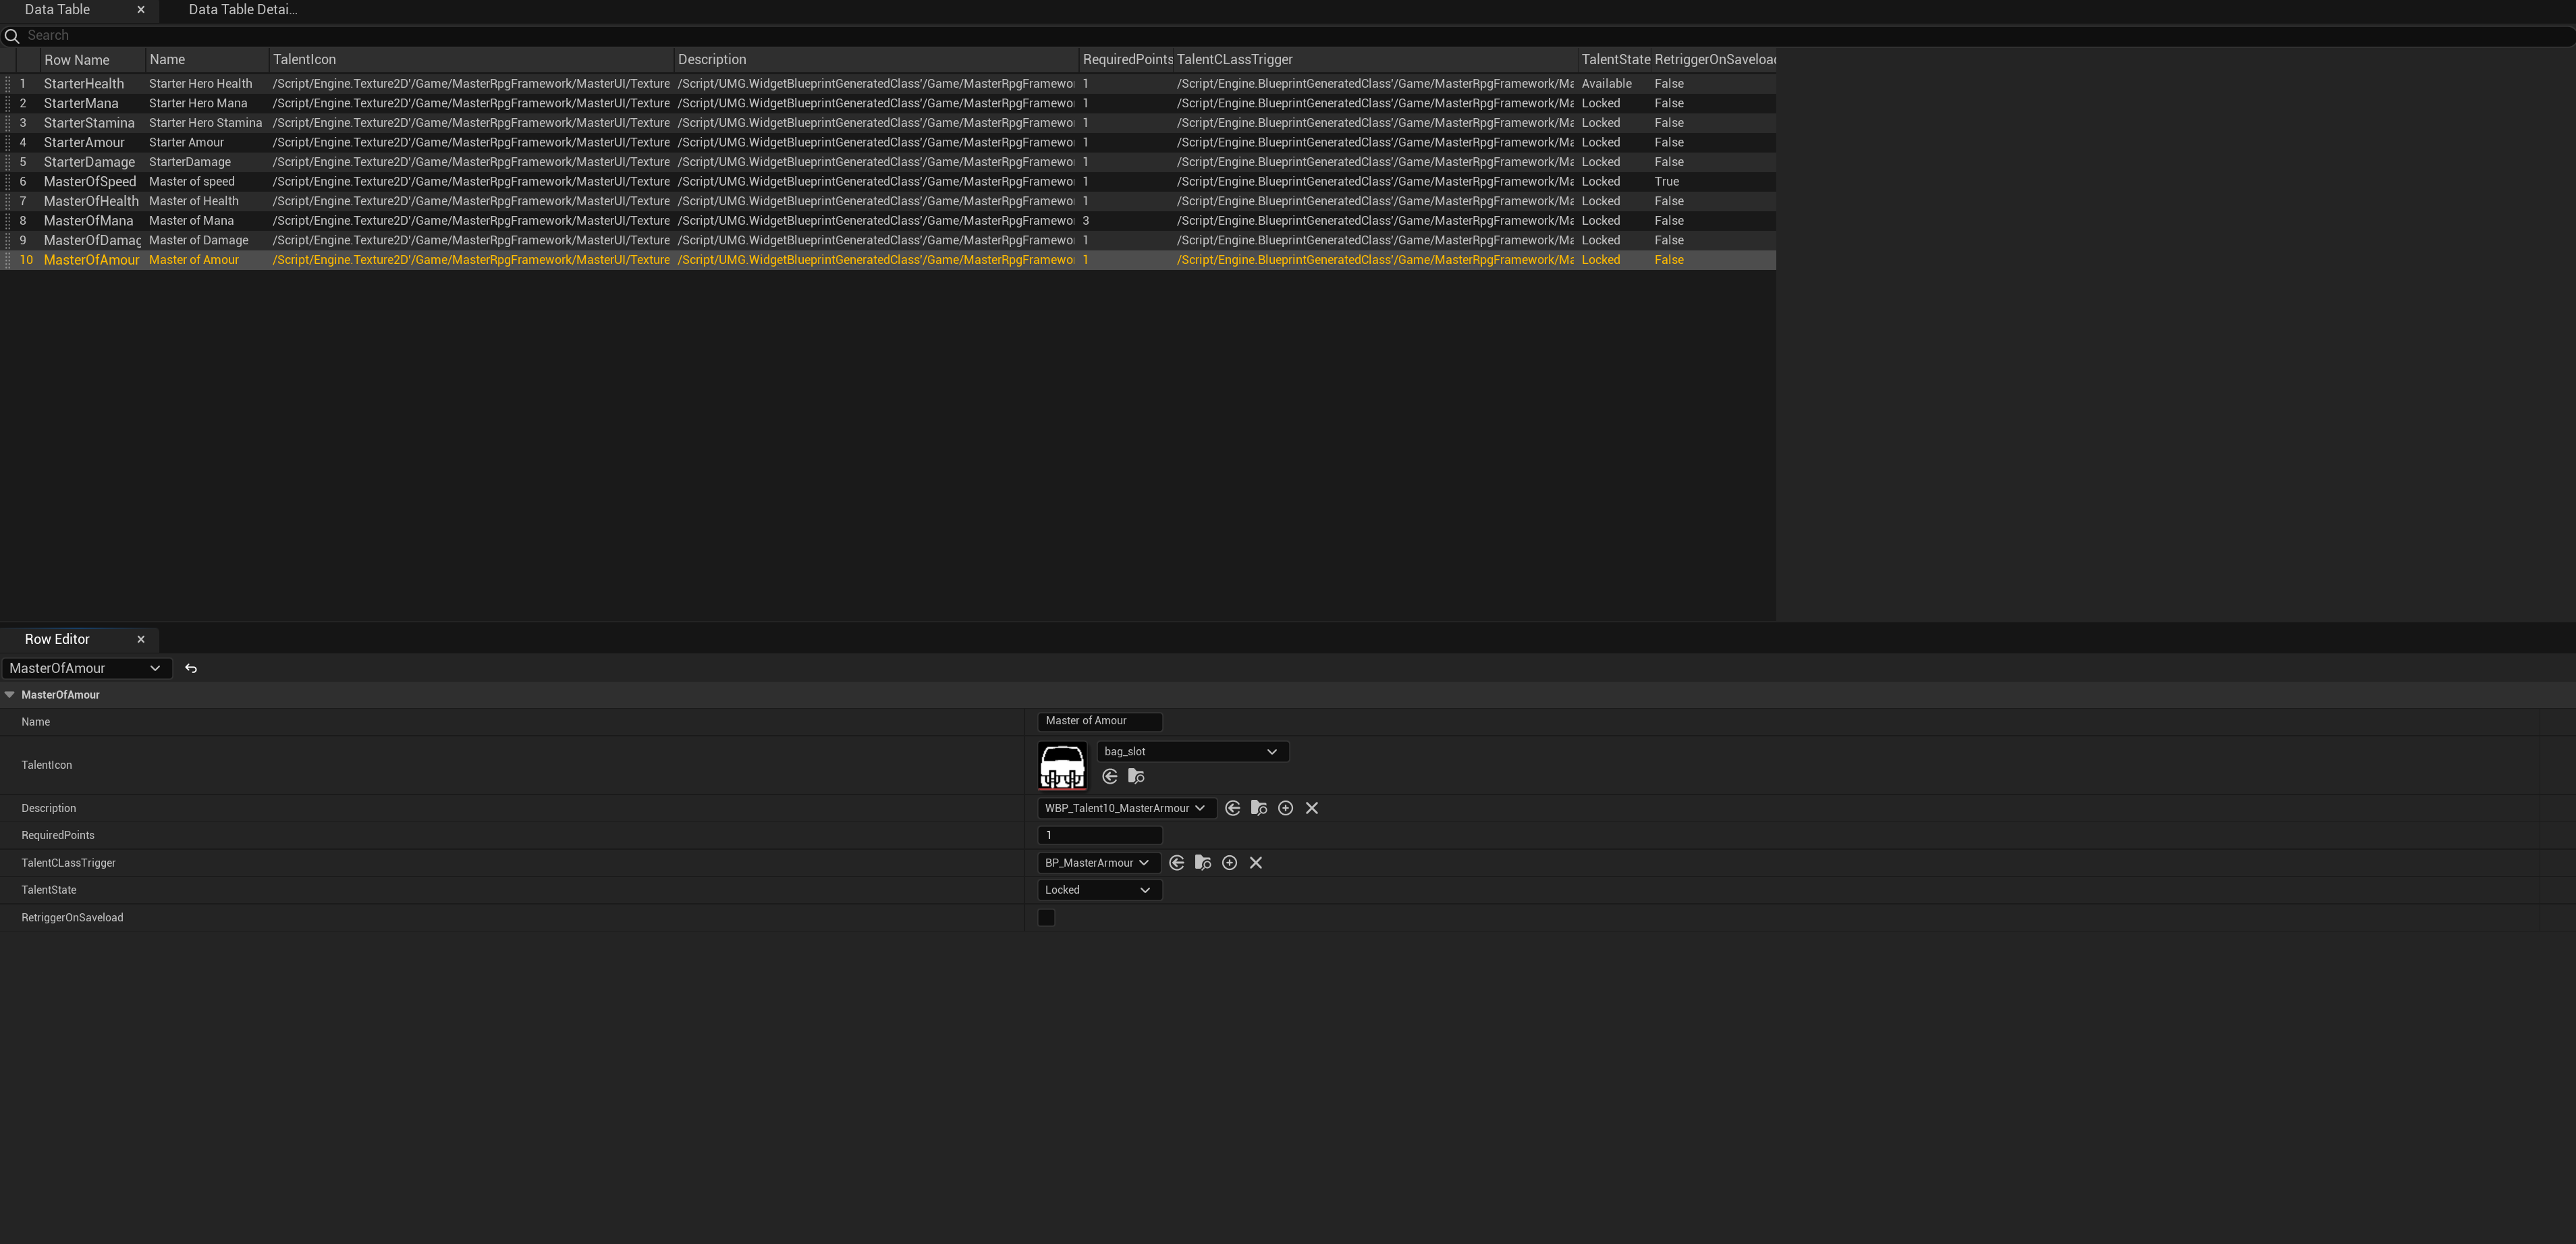 Data Table
Data Table Detai...
Search
Row Name Name TalentIcon Description RequiredPoints TalentCLassTrigger TalentState RetriggerOnSaveload
1 StarterHealth Starter Hero Health /Script/Engine.Texture2D'/Game/MasterRpgFramework/MasterUI/Texture /Script/UMG.WidgetBlueprintGeneratedClass'/Game/MasterRpgFramewo 1 /Script/Engine.BlueprintGeneratedClass'/Game/MasterRpgFramework/Ma Available False
2 StarterMana Starter Hero Mana /Script/Engine.Texture2D'/Game/MasterRpgFramework/MasterUI/Texture /Script/UMG.WidgetBlueprintGeneratedClass'/Game/MasterRpgFramewo 1 /Script/Engine.BlueprintGeneratedClass'/Game/MasterRpgFramework/Ma Locked False
3 StarterStamina Starter Hero Stamina /Script/Engine.Texture2D'/Game/MasterRpgFramework/MasterUI/Texture /Script/UMG.WidgetBlueprintGeneratedClass'/Game/MasterRpgFramewo 1 /Script/Engine.BlueprintGeneratedClass'/Game/MasterRpgFramework/Ma Locked False
4 StarterAmour Starter Amour /Script/Engine.Texture2D'/Game/MasterRpgFramework/MasterUI/Texture /Script/UMG.WidgetBlueprintGeneratedClass'/Game/MasterRpgFramewo 1 /Script/Engine.BlueprintGeneratedClass'/Game/MasterRpgFramework/Ma Locked False
5 StarterDamage StarterDamage /Script/Engine.Texture2D'/Game/MasterRpgFramework/MasterUI/Texture /Script/UMG.WidgetBlueprintGeneratedClass'/Game/MasterRpgFramewo 1 /Script/Engine.BlueprintGeneratedClass'/Game/MasterRpgFramework/Ma Locked False
6 MasterOfSpeed Master of speed /Script/Engine.Texture2D'/Game/MasterRpgFramework/MasterUI/Texture /Script/UMG.WidgetBlueprintGeneratedClass'/Game/MasterRpgFramewo 1 /Script/Engine.BlueprintGeneratedClass'/Game/MasterRpgFramework/Ma Locked True
7 MasterOfHealth Master of Health /Script/Engine.Texture2D'/Game/MasterRpgFramework/MasterUI/Texture /Script/UMG.WidgetBlueprintGeneratedClass'/Game/MasterRpgFramewo 1 /Script/Engine.BlueprintGeneratedClass'/Game/MasterRpgFramework/Ma Locked False
8 MasterOfMana Master of Mana /Script/Engine.Texture2D'/Game/MasterRpgFramework/MasterUI/Texture /Script/UMG.WidgetBlueprintGeneratedClass'/Game/MasterRpgFramewo 3 /Script/Engine.BlueprintGeneratedClass'/Game/MasterRpgFramework/Ma Locked False
9 MasterOfDamag Master of Damage /Script/Engine.Texture2D'/Game/MasterRpgFramework/MasterUI/Texture /Script/UMG.WidgetBlueprintGeneratedClass'/Game/MasterRpgFramewo 1 /Script/Engine.BlueprintGeneratedClass'/Game/MasterRpgFramework/Ma Locked False
10 MasterOfAmour Master of Amour /Script/Engine.Texture2D'/Game/MasterRpgFramework/MasterUI/Texture /Script/UMG.WidgetBlueprintGeneratedClass'/Game/MasterRpgFramewo 1 /Script/Engine.BlueprintGeneratedClass'/Game/MasterRpgFramework/Ma Locked False
Row Editor
MasterOfAmour
MasterOfAmour
Name Master of Amour
TalentIcon bag_slot
Description WBP_Talent10_MasterArmour
RequiredPoints 1
TalentCLassTrigger BP_MasterArmour
TalentState Locked
RetriggerOnSaveload